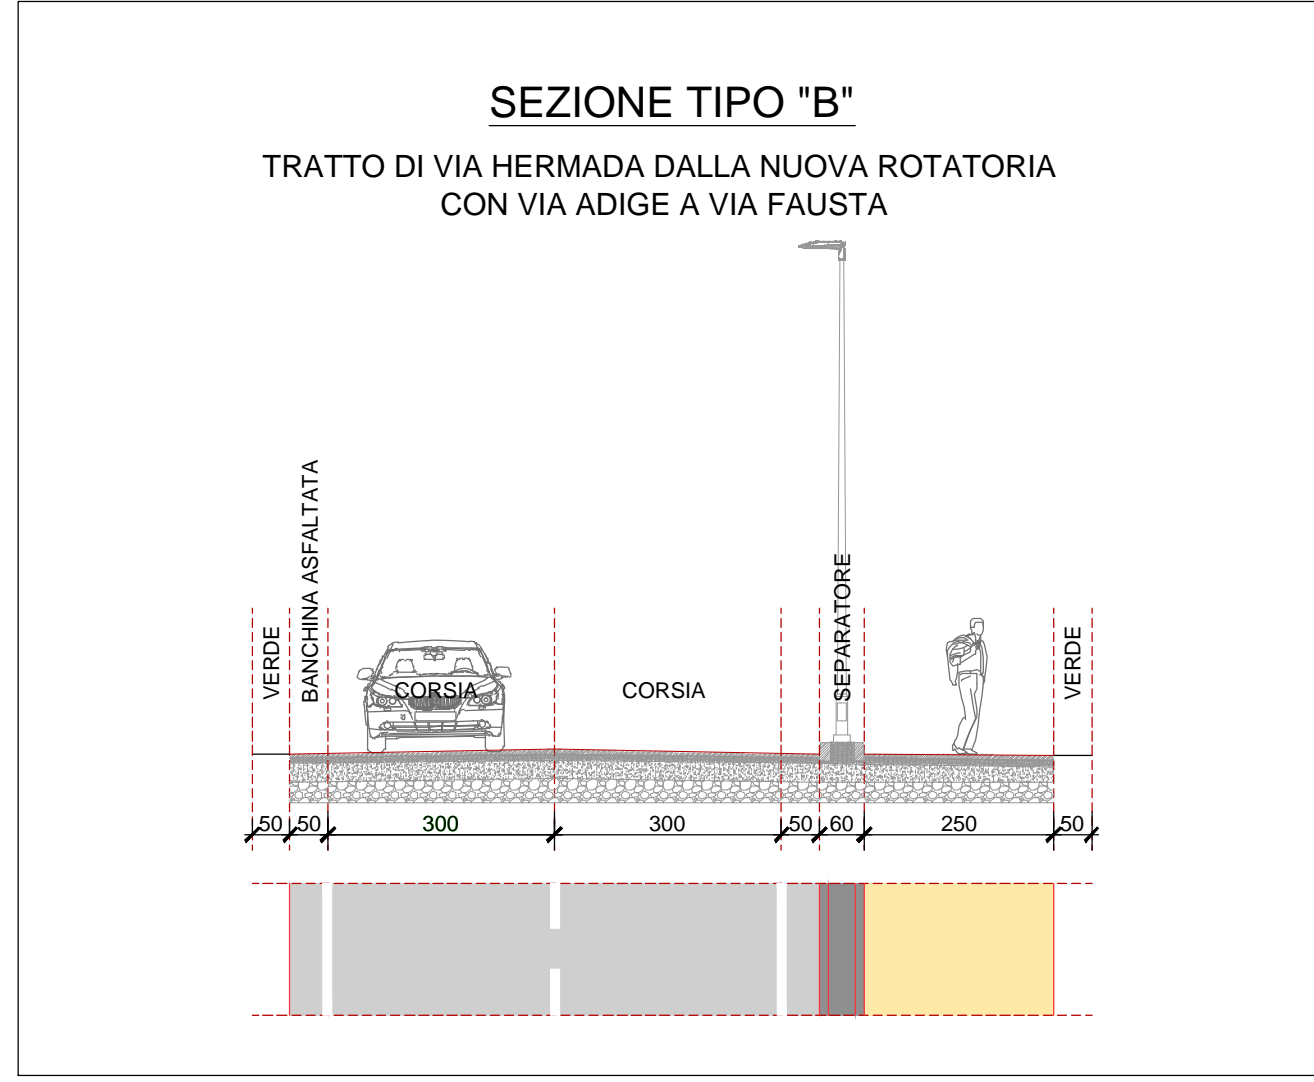 SEZIONE TIPO "B"
TRATTO DI VIA HERMADA DALLA NUOVA ROTATORIA
CON VIA ADIGE A VIA FAUSTA
VERDE
BANCHINA ASFALTATA
CORSIA
CORSIA
SEPARATORE
VERDE
50 50 300 300 50 60 250 50